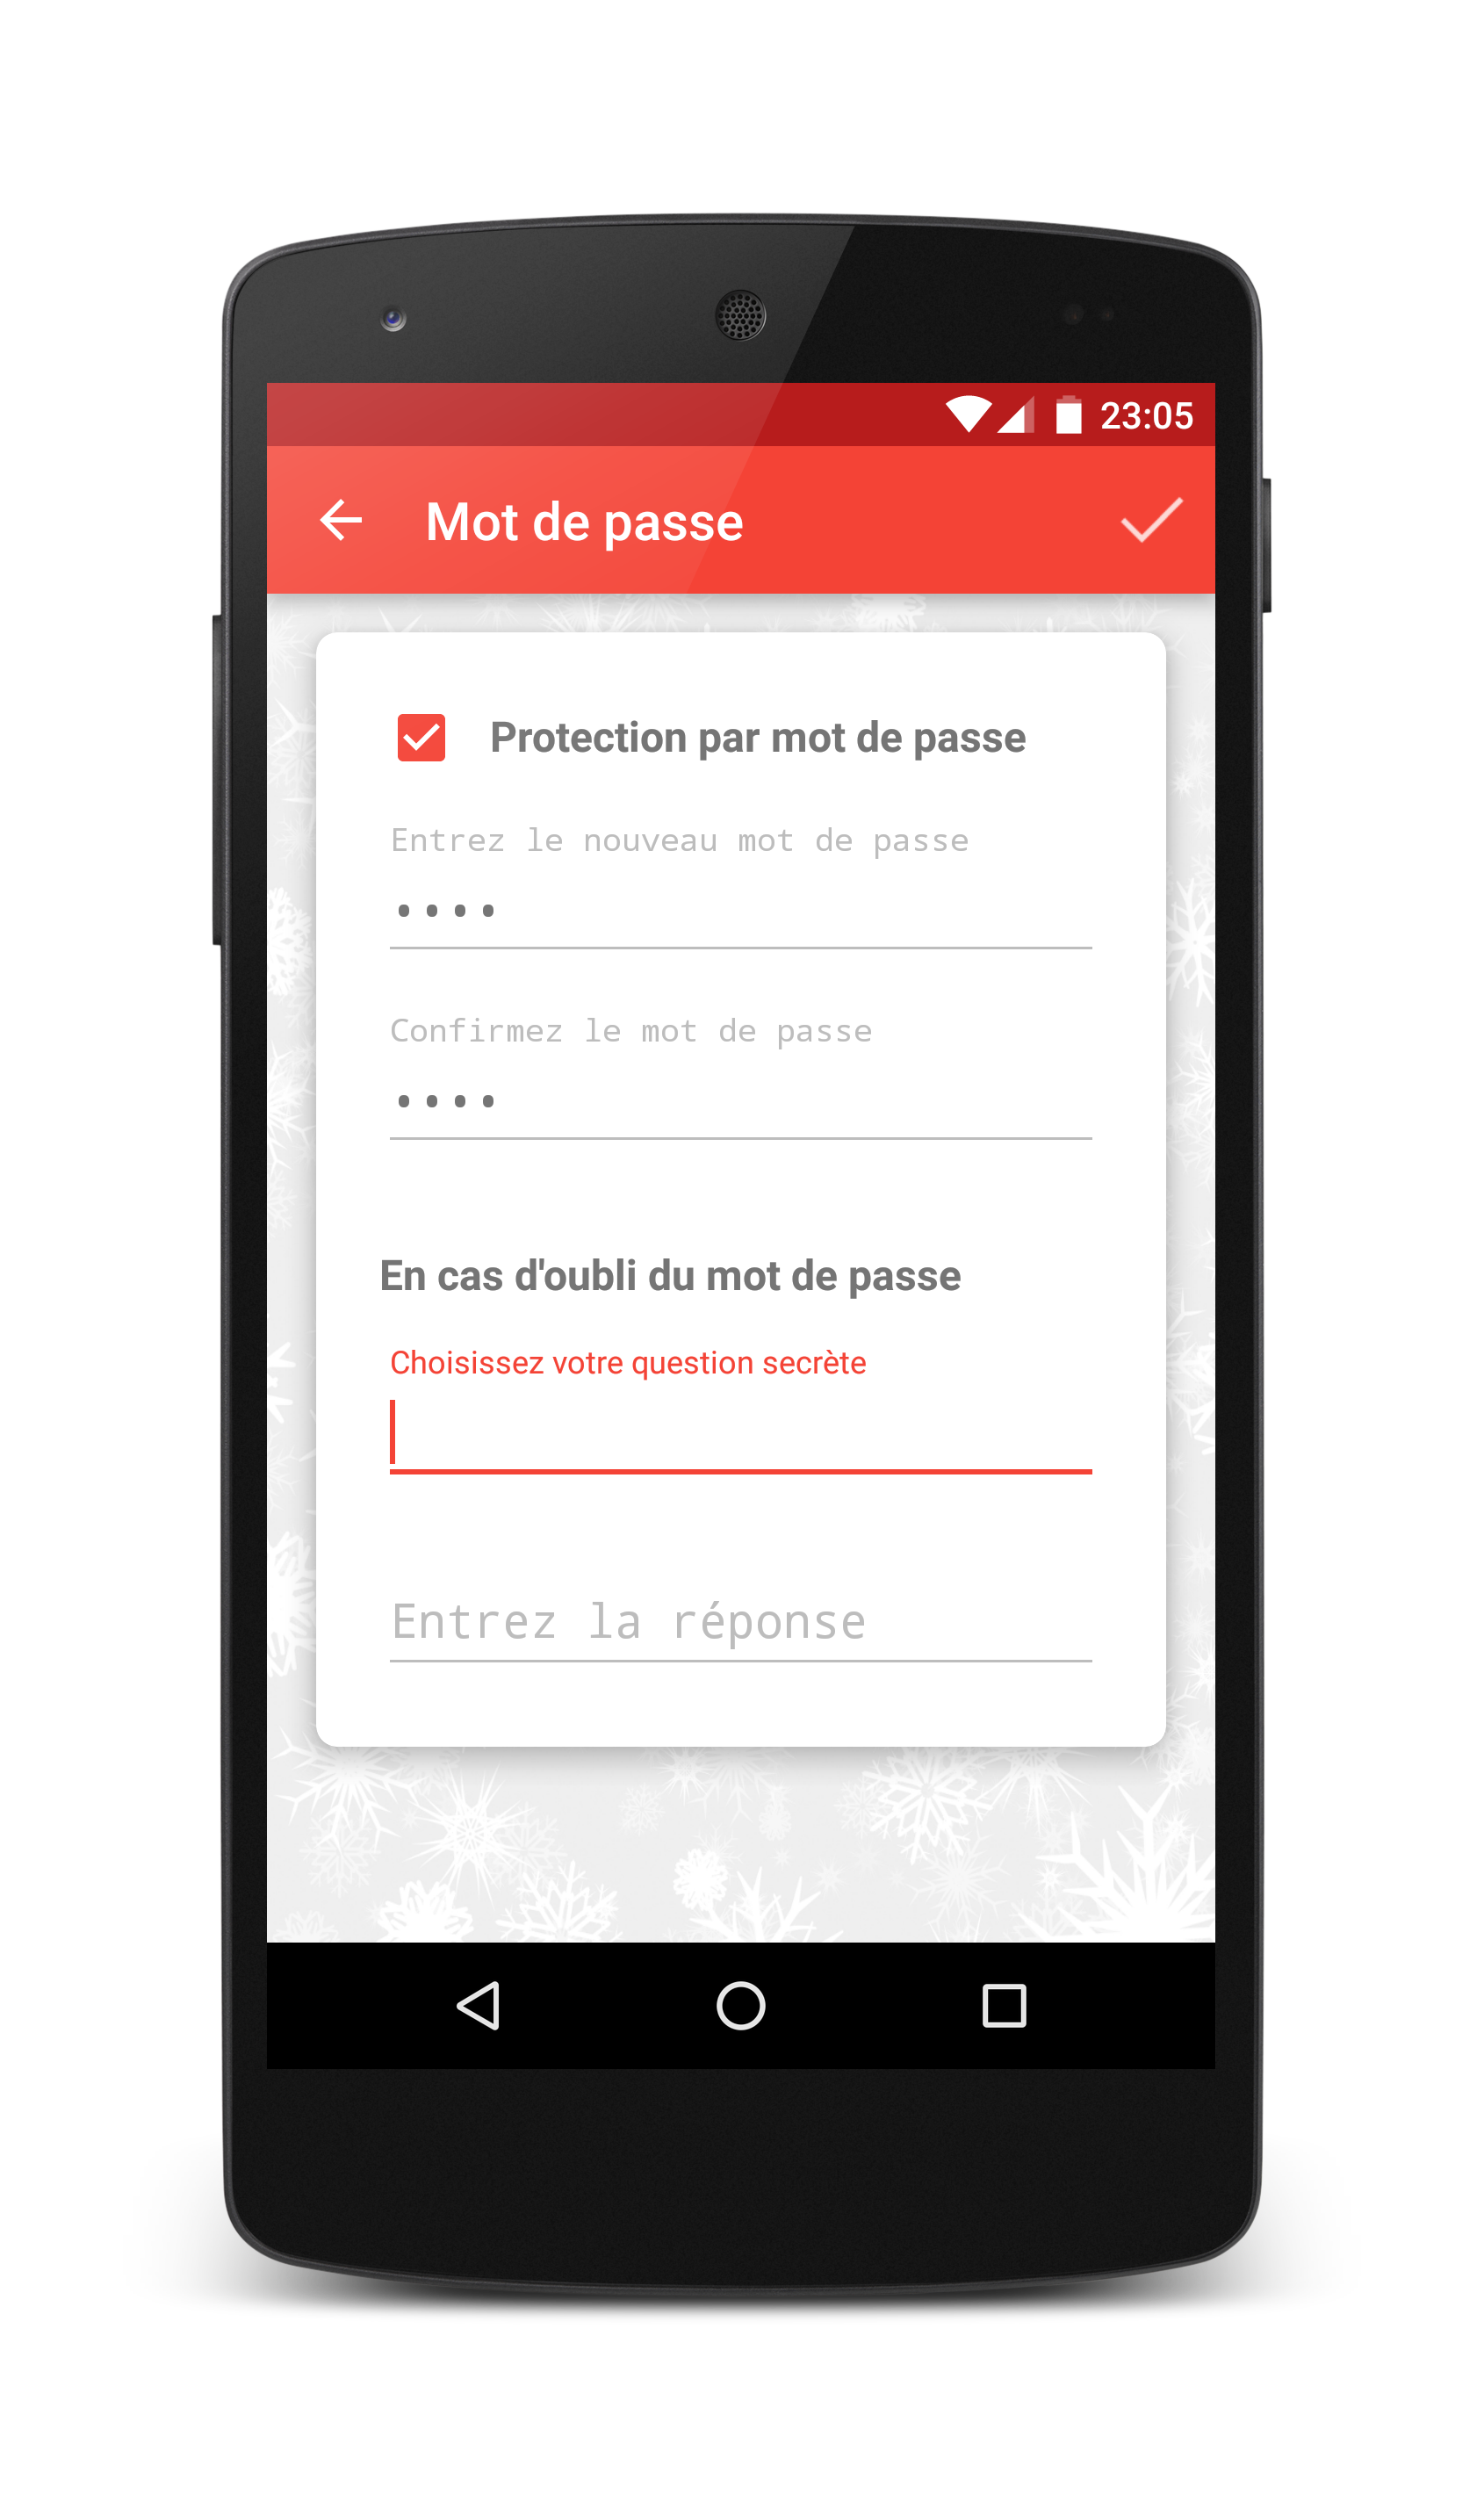 23:05
Mot de passe
Protection par mot de passe
Entrez le nouveau mot de passe
••••
Confirmez le mot de passe
••••
En cas d'oubli du mot de passe
Choisissez votre question secrète
Entrez la réponse